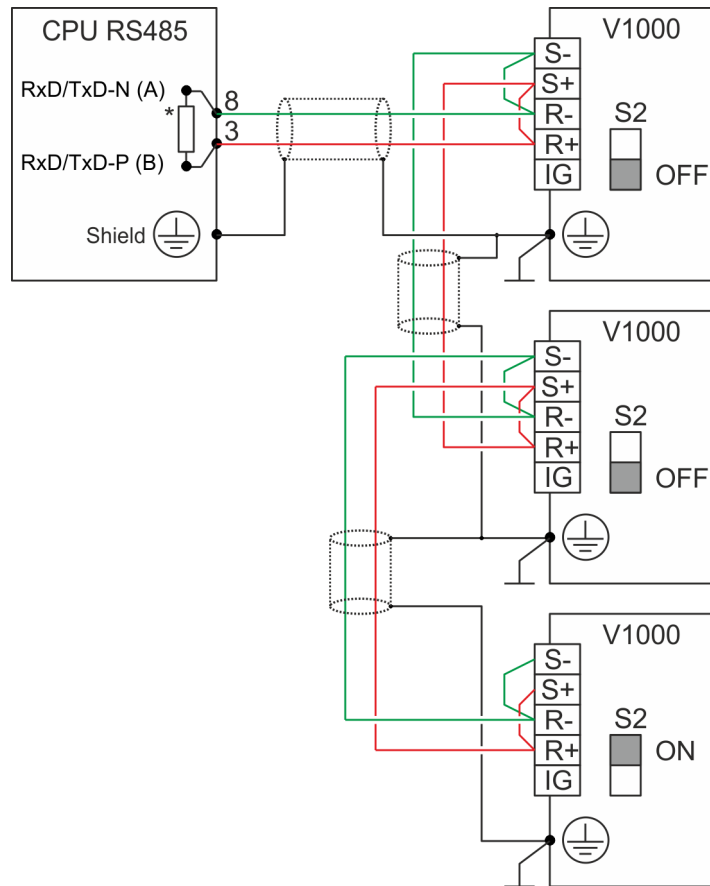 CPU RS485
RxD/TxD-N (A)
8
*
3
RxD/TxD-P (B)
Shield
V1000
S-
S+
R-
R+
IG
S2
OFF
V1000
S-
S+
R-
R+
IG
S2
OFF
V1000
S-
S+
R-
R+
IG
S2
ON